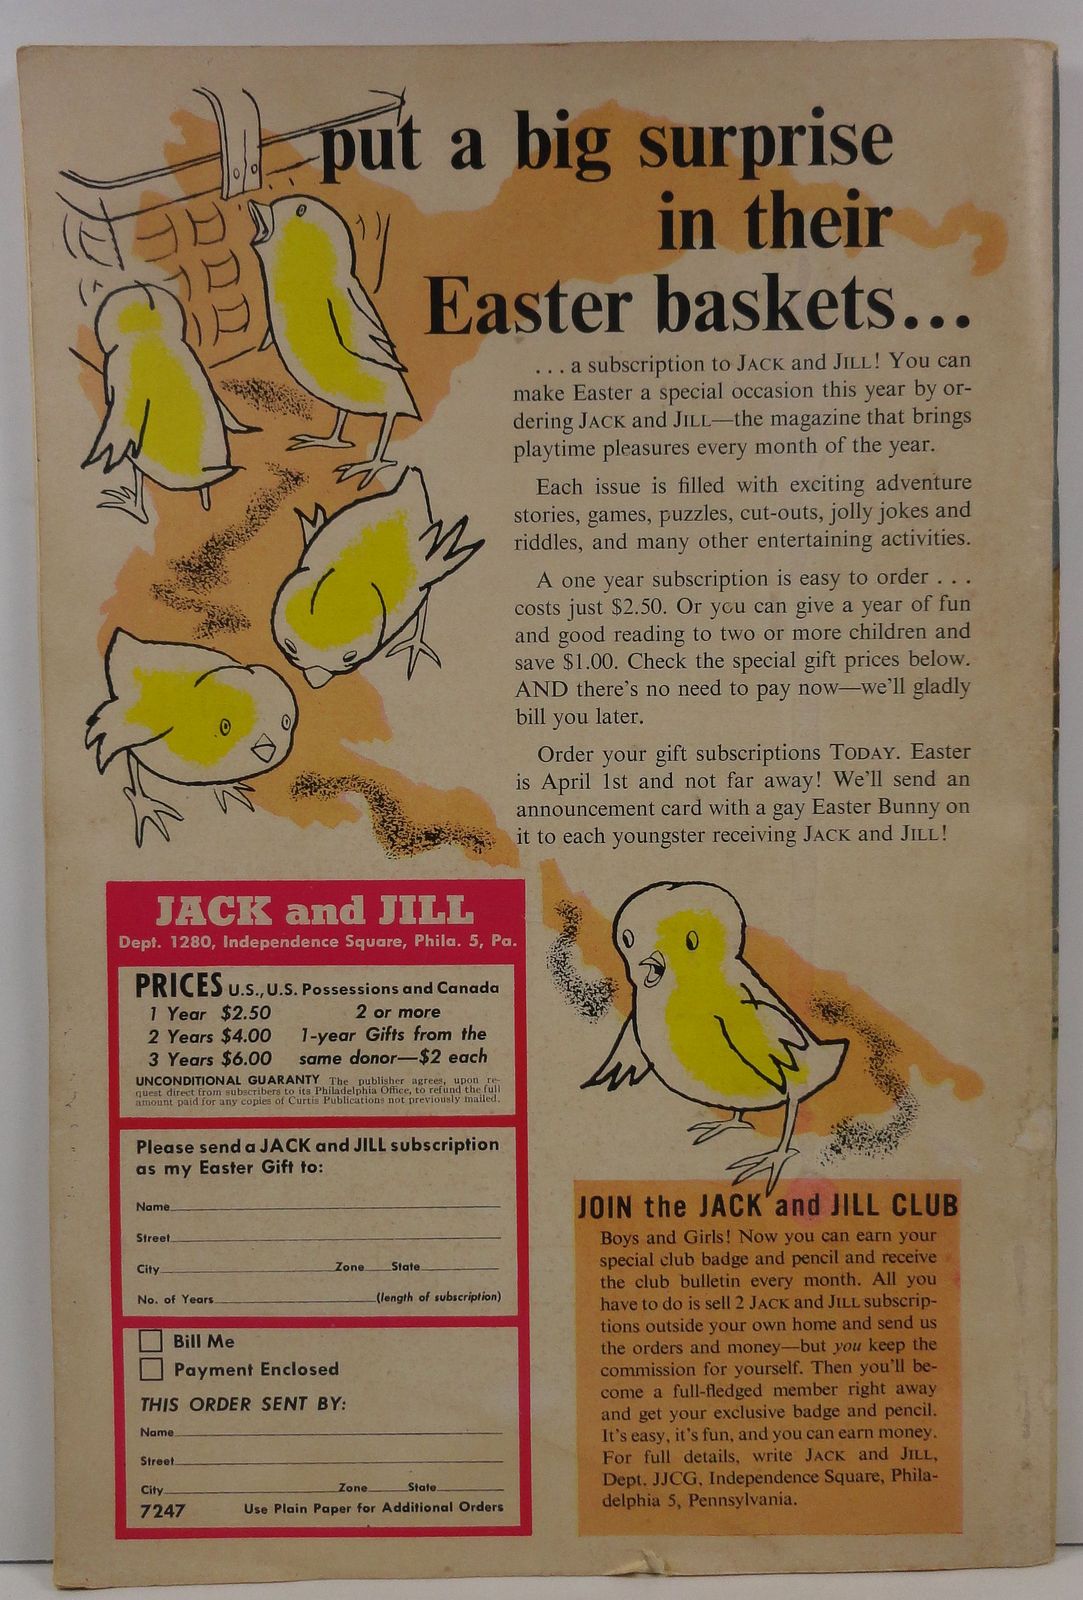 put a big surprise
in their
Easter baskets...
... a subscription to JACK and JILL! You can
make Easter a special occasion this year by or-
dering JACK and JILL—the magazine that brings
playtime pleasures every month of the year.
Each issue is filled with exciting adventure
stories, games, puzzles, cut-outs, jolly jokes and
riddles, and many other entertaining activities.
A one year subscription is easy to order ...
costs just $2.50. Or you can give a year of fun
and good reading to two or more children and
save $1.00. Check the special gift prices below.
AND there's no need to pay now—we'll gladly
bill you later.
Order your gift subscriptions TODAY. Easter
is April 1st and not far away! We'll send an
announcement card with a gay Easter Bunny on
it to each youngster receiving JACK and JILL!
JACK and JILL
Dept. 1280, Independence Square, Phila. 5, Pa.
PRICES U.S., U.S. Possessions and Canada
1 Year $2.50 2 or more
2 Years $4.00 1-year Gifts from the
3 Years $6.00 same donor—$2 each
UNCONDITIONAL GUARANTY The publisher agrees, upon re-
quest direct from subscribers to its Philadelphia Office, to refund the full
amount paid for any copies of Curtis Publications not previously mailed.
Please send a JACK and JILL subscription
as my Easter Gift to:
Name
Street
City Zone State
No. of Years (length of subscription)
Bill Me
Payment Enclosed
THIS ORDER SENT BY:
Name
Street
City Zone State
7247 Use Plain Paper for Additional Orders
JOIN the JACK and JILL CLUB
Boys and Girls! Now you can earn your
special club badge and pencil and receive
the club bulletin every month. All you
have to do is sell 2 JACK and JILL subscrip-
tions outside your own home and send us
the orders and money—but you keep the
commission for yourself. Then you'll be-
come a full-fledged member right away
and get your exclusive badge and pencil.
It's easy, it's fun, and you can earn money.
For full details, write JACK and JILL,
Dept. JJCG, Independence Square, Phila-
delphia 5, Pennsylvania.